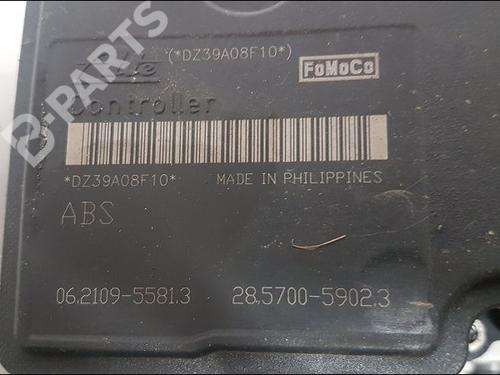 B-PARTS
(*DZ39A08F10*)
FoMoCo
Controller
*DZ39A08F10*
MADE IN PHILIPPINES
ABS
06.2109-5581.3
28.5700-5902.3